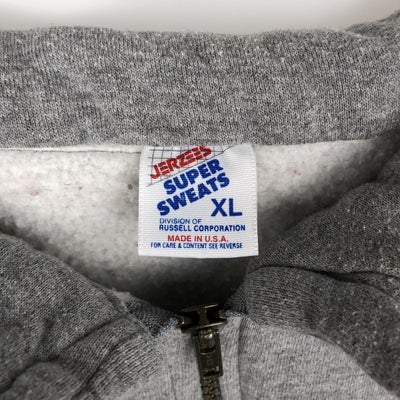 JERZEES
SUPER
SWEATS
XL
DIVISION OF
RUSSELL CORPORATION
MADE IN U.S.A.
FOR CARE & CONTENT SEE REVERSE